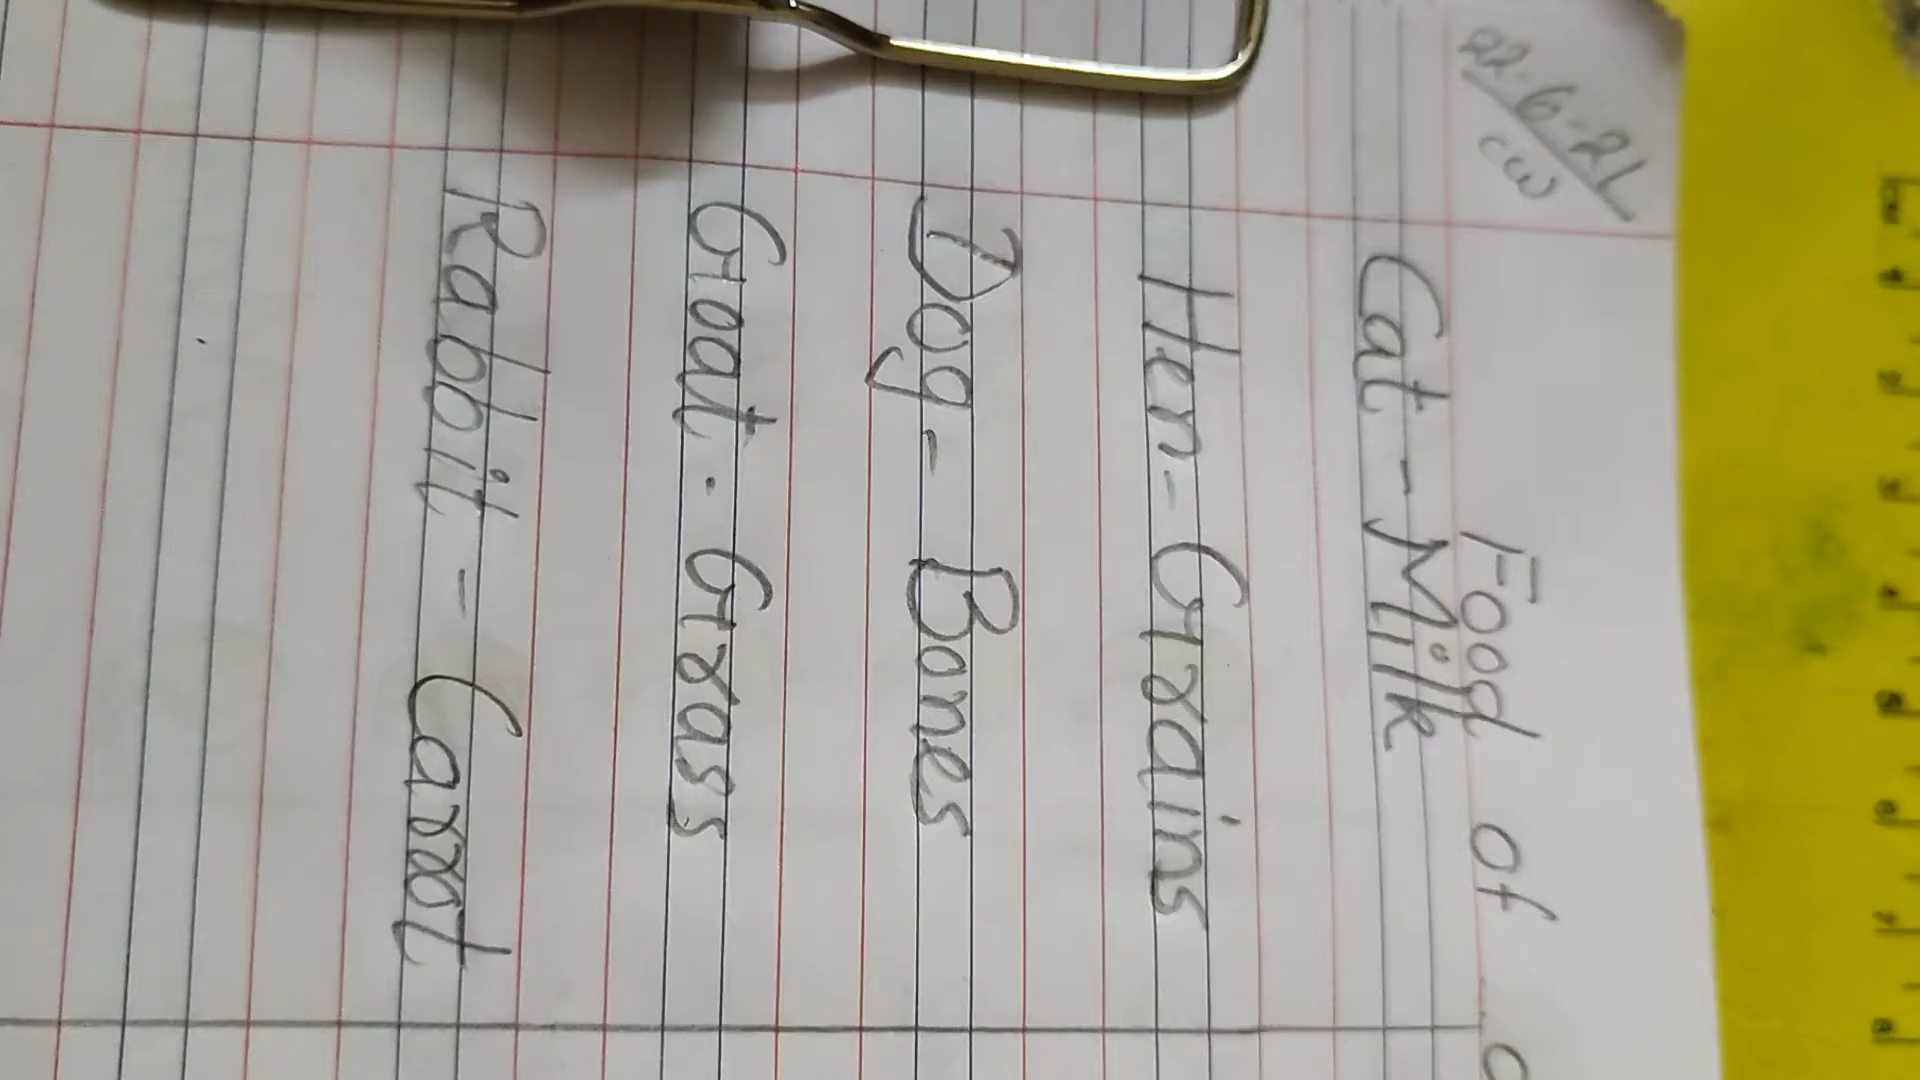 22-6-21
CW
Food of
Cat - Milk
Hen - Grains
Dog - Bones
Goat - Grass
Rabbit - Carrot